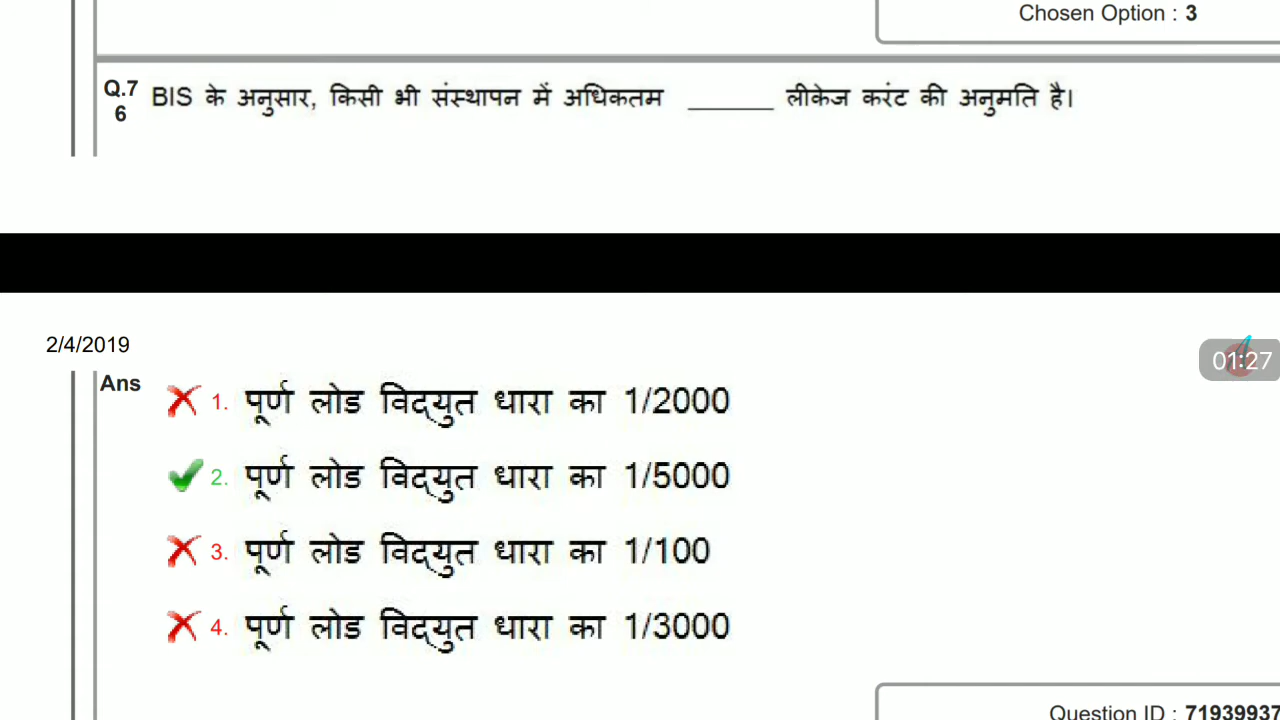 Chosen Option : 3
Q.7
6
BIS के अनुसार, किसी भी संस्थापन में अधिकतम ______ लीकेज करंट की अनुमति है।
2/4/2019
01:27
Ans
1. पूर्ण लोड विद्युत धारा का 1/2000
2. पूर्ण लोड विद्युत धारा का 1/5000
3. पूर्ण लोड विद्युत धारा का 1/100
4. पूर्ण लोड विद्युत धारा का 1/3000
Question ID : 71939937